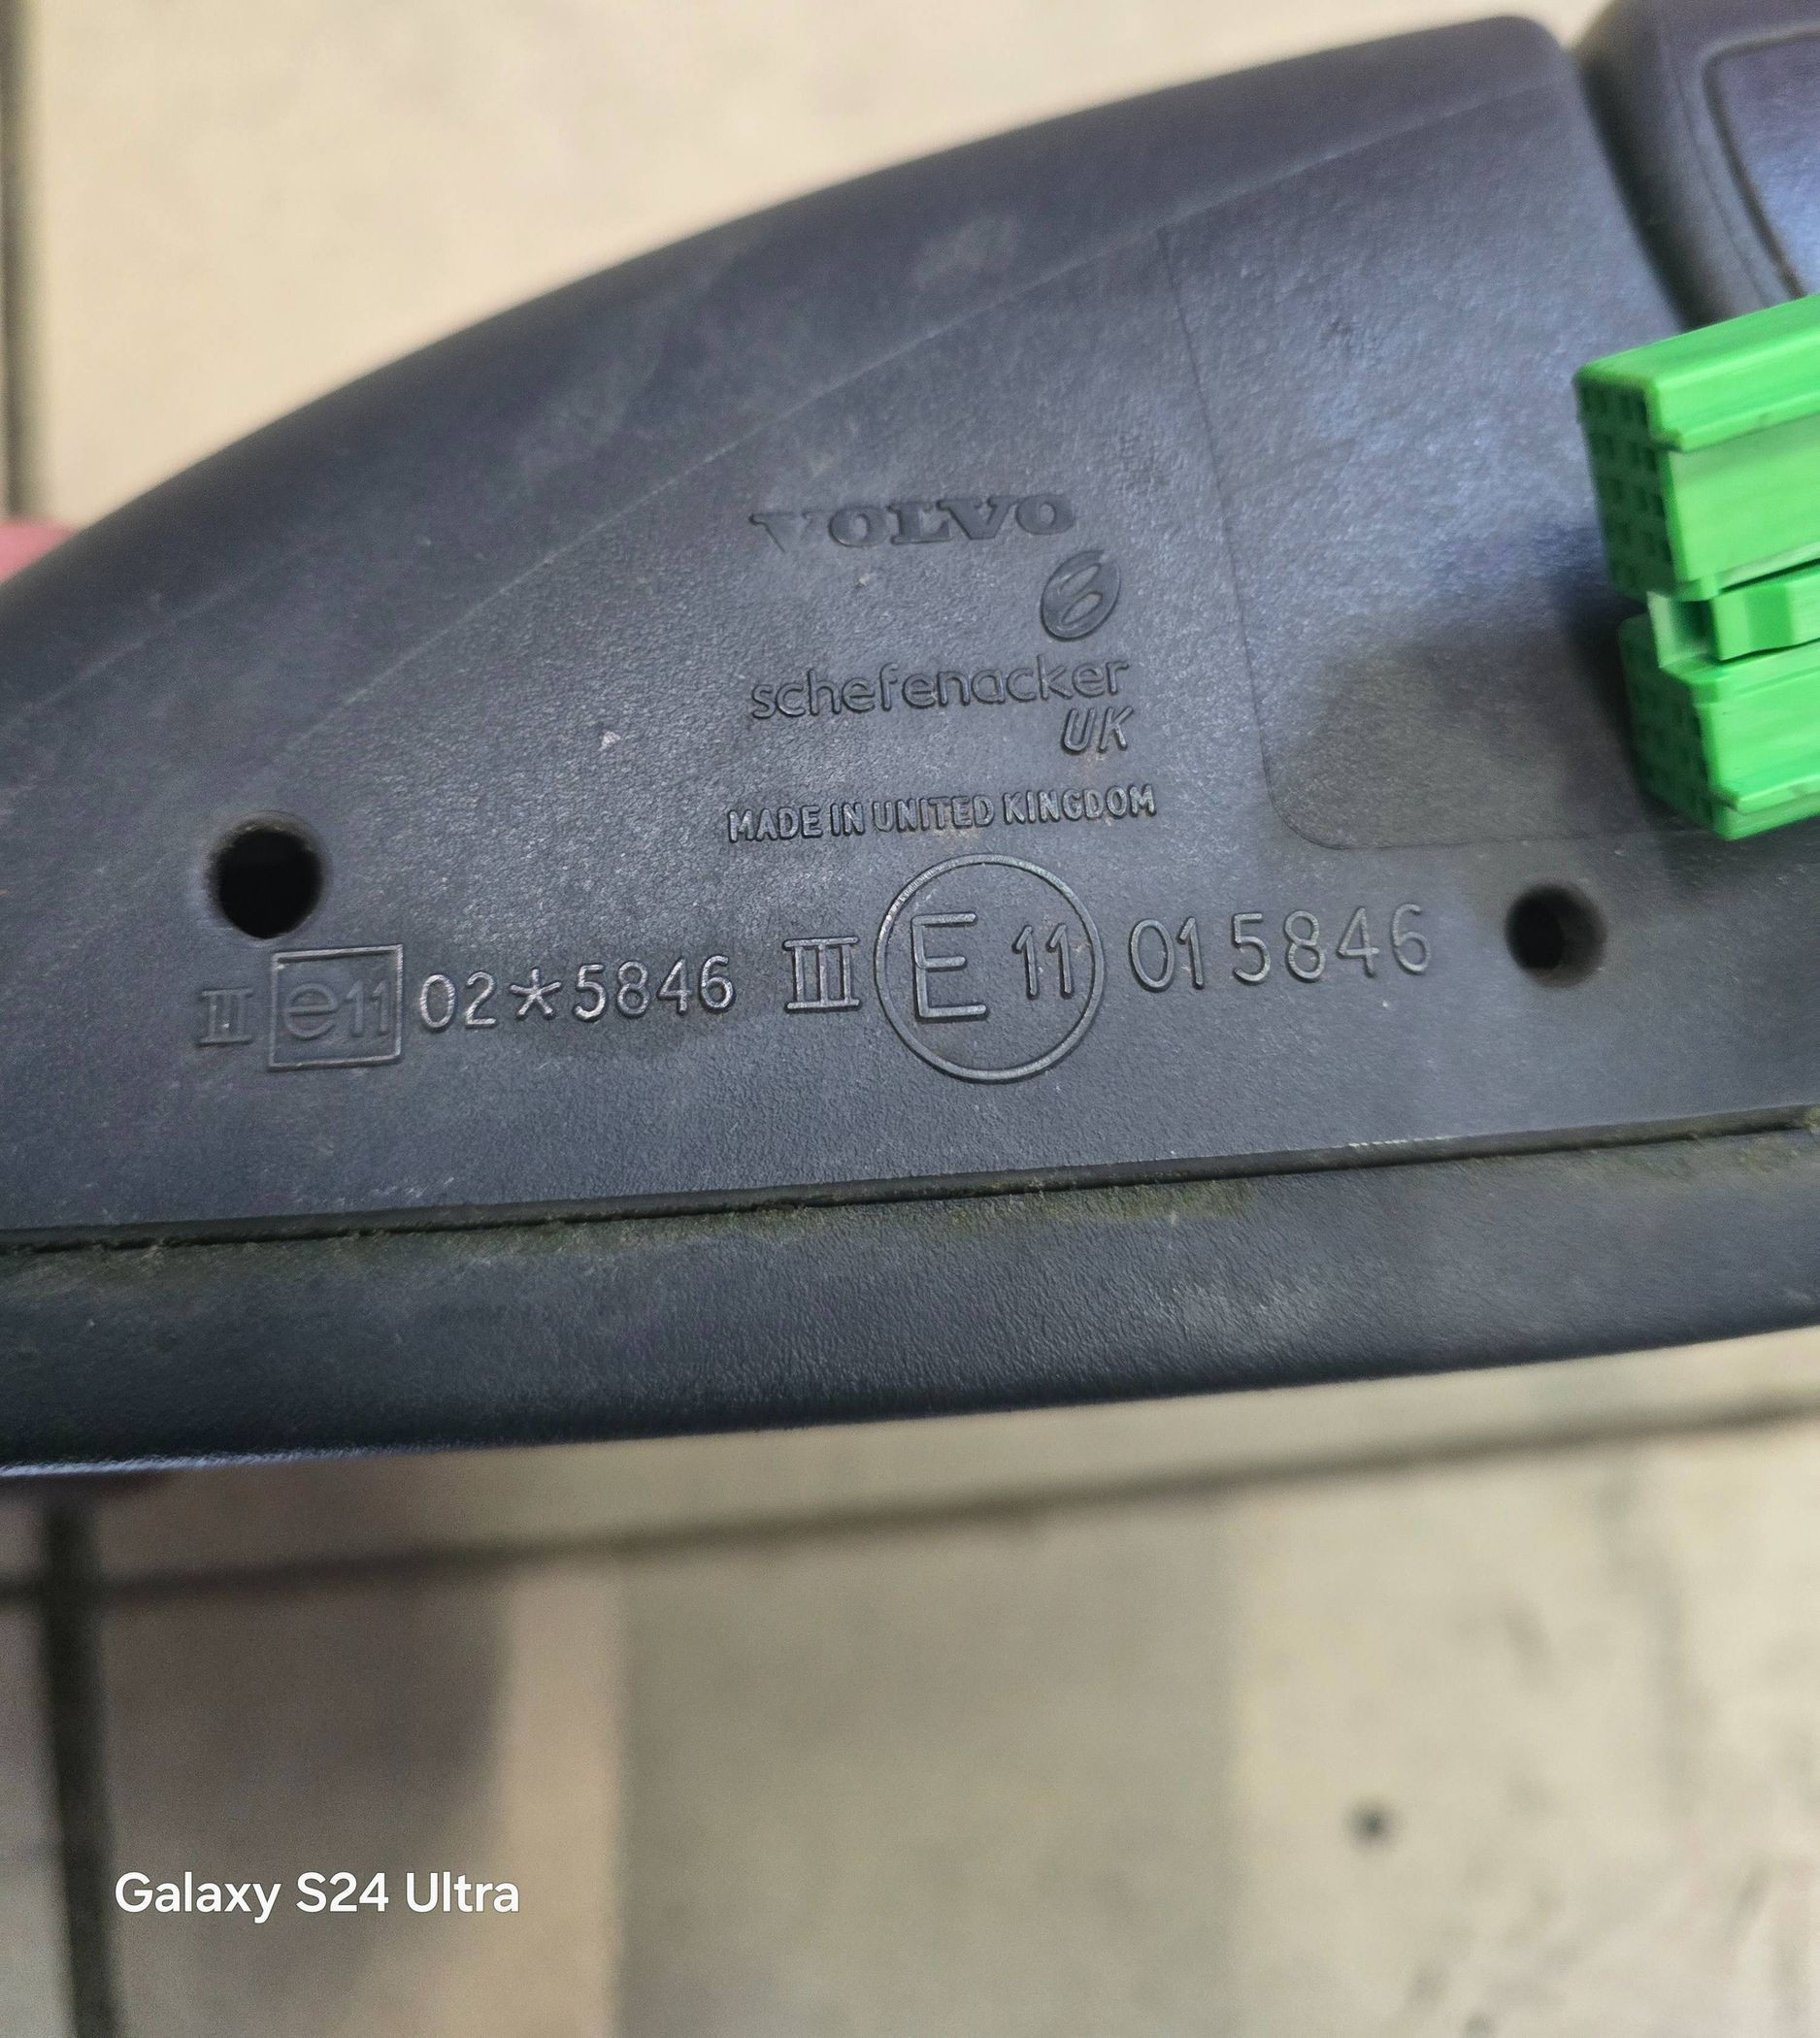 VOLVO
schefenacker
UK
MADE IN UNITED KINGDOM
II e11 02*5846 III E 11 015846
Galaxy S24 Ultra